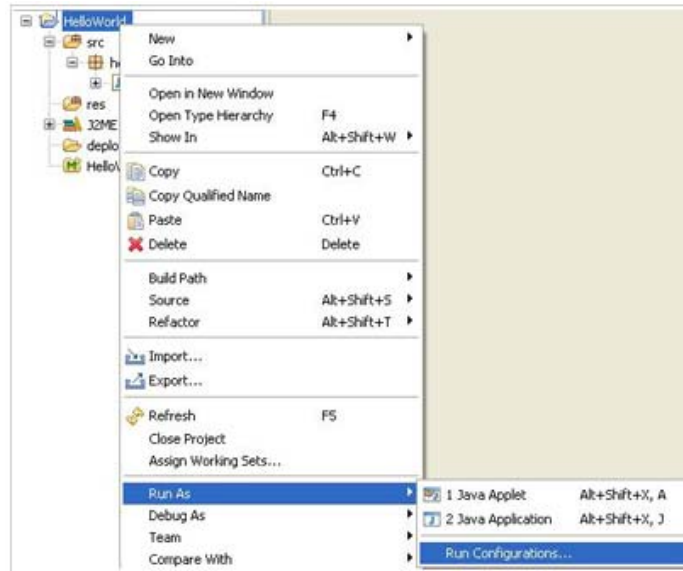 HelloWorld
src
res
J2ME
deplo
Hello
New
Go Into
Open in New Window
Open Type Hierarchy F4
Show In Alt+Shift+W
Copy Ctrl+C
Copy Qualified Name
Paste Ctrl+V
Delete Delete
Build Path
Source Alt+Shift+S
Refactor Alt+Shift+T
Import...
Export...
Refresh F5
Close Project
Assign Working Sets...
Run As
Debug As
Team
Compare With
1 Java Applet Alt+Shift+X, A
2 Java Application Alt+Shift+X, J
Run Configurations...